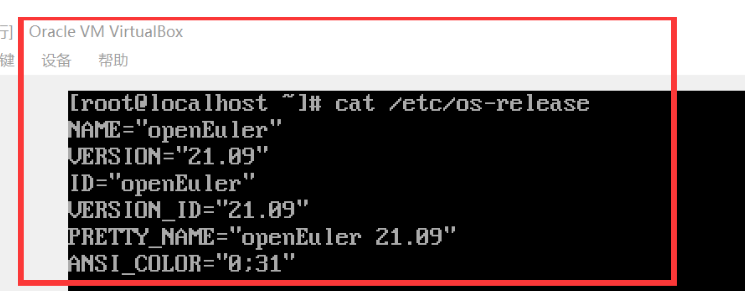 行] Oracle VM VirtualBox
键 设备 帮助
[root@localhost ~]# cat /etc/os-release
NAME="openEuler"
VERSION="21.09"
ID="openEuler"
VERSION_ID="21.09"
PRETTY_NAME="openEuler 21.09"
ANSI_COLOR="0;31"